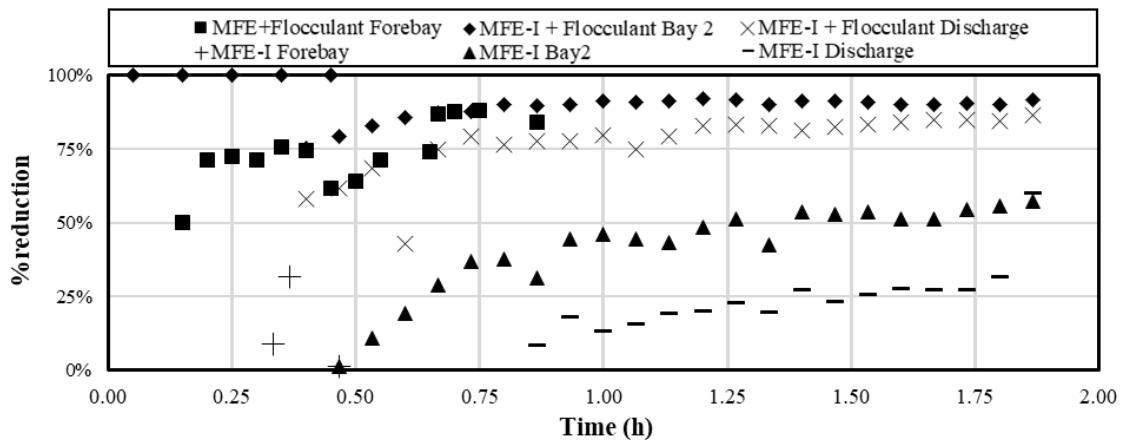 MFE+Flocculant Forebay MFE-I + Flocculant Bay 2 MFE-I + Flocculant Discharge
MFE-I Forebay MFE-I Bay2 MFE-I Discharge
100%
75%
50%
25%
0%
%reduction
0.00 0.25 0.50 0.75 1.00 1.25 1.50 1.75 2.00
Time (h)